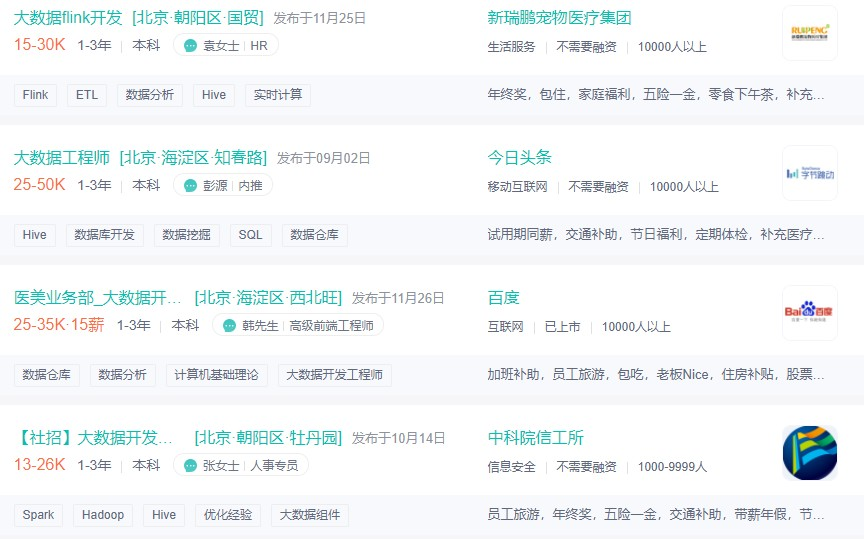 大数据flink开发 [北京·朝阳区·国贸] 发布于11月25日
新瑞鹏宠物医疗集团
15-30K 1-3年 本科 袁女士 HR
生活服务 不需要融资 10000人以上
RUIPENG
Flink ETL 数据分析 Hive 实时计算
年终奖，包住，家庭福利，五险一金，零食下午茶，补充...
大数据工程师 [北京·海淀区·知春路] 发布于09月02日
今日头条
25-50K 1-3年 本科 彭源 内推
移动互联网 不需要融资 10000人以上
字节跳动
Hive 数据库开发 数据挖掘 SQL 数据仓库
试用期同薪，交通补助，节日福利，定期体检，补充医疗...
医美业务部_大数据开... [北京·海淀区·西北旺] 发布于11月26日
百度
25-35K·15薪 1-3年 本科 韩先生 高级前端工程师
互联网 已上市 10000人以上
Bai百度
数据仓库 数据分析 计算机基础理论 大数据开发工程师
加班补助，员工旅游，包吃，老板Nice，住房补贴，股票...
【社招】大数据开发... [北京·朝阳区·牡丹园] 发布于10月14日
中科院信工所
13-26K 1-3年 本科 张女士 人事专员
信息安全 不需要融资 1000-9999人
Spark Hadoop Hive 优化经验 大数据组件
员工旅游，年终奖，五险一金，交通补助，带薪年假，节...